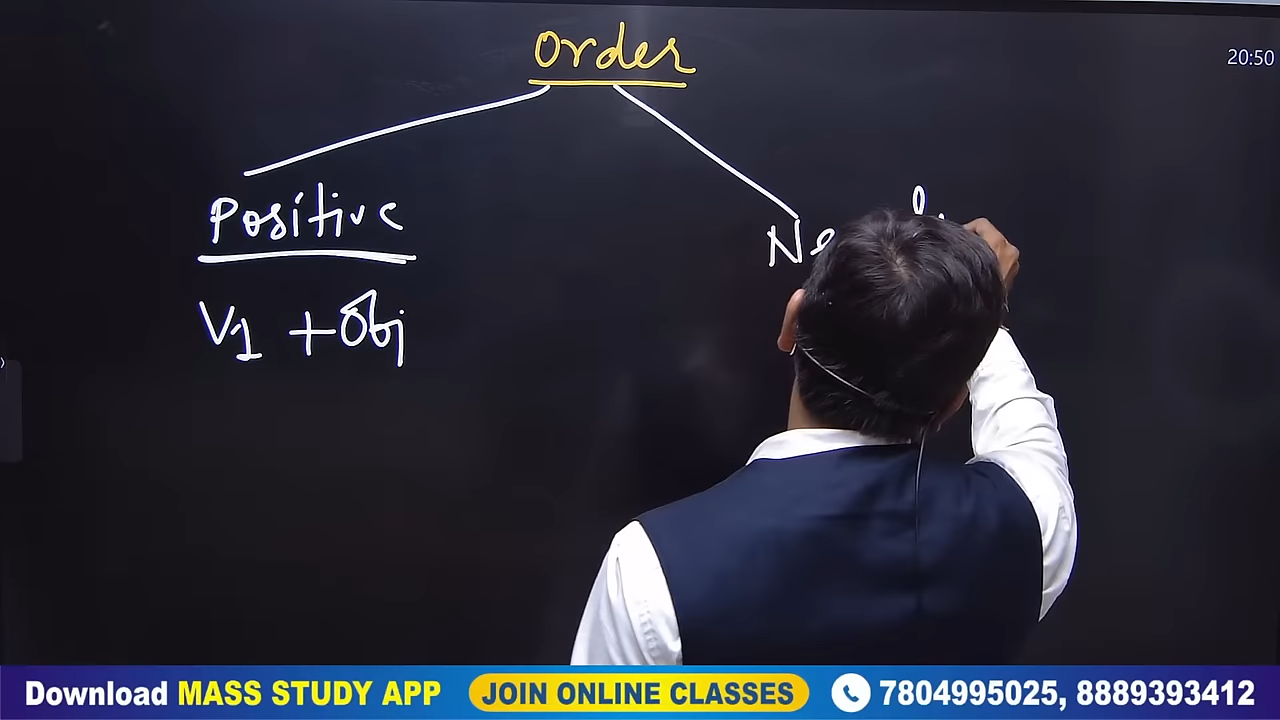 Order
20:50
Positive
V1 + Obj
Download MASS STUDY APP JOIN ONLINE CLASSES 7804995025, 8889393412